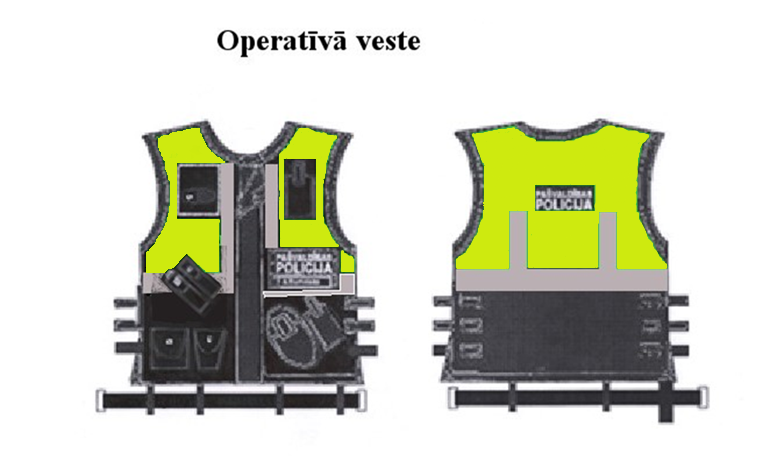 Operatīvā veste
PAŠVALDĪBAS
POLICIJA
PAŠVALDĪBAS
POLICIJA